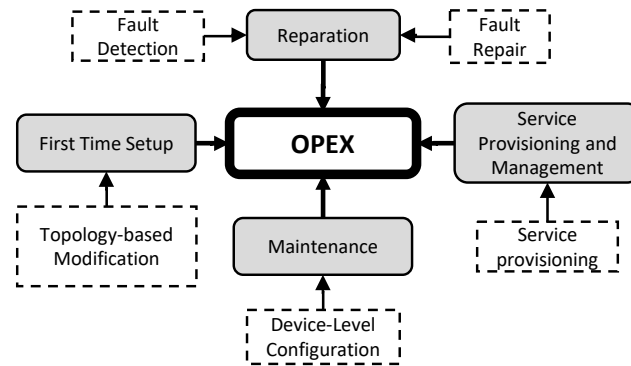 Fault
Detection
Reparation
Fault
Repair
First Time Setup
OPEX
Service
Provisioning and
Management
Topology-based
Modification
Maintenance
Service
provisioning
Device-Level
Configuration